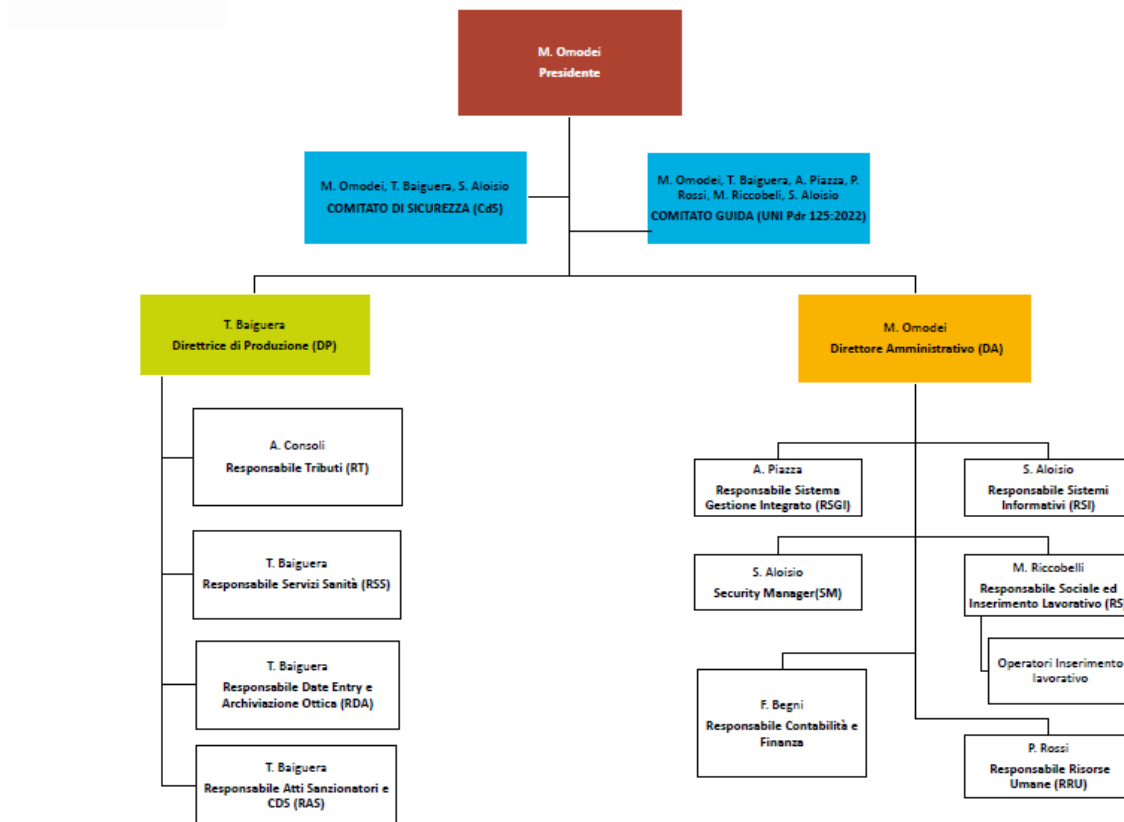 M. Omodei
Presidente
M. Omodei, T. Baiguera, S. Aloisio
COMITATO DI SICUREZZA (CdS)
M. Omodei, T. Baiguera, A. Piazza, P.
Rossi, M. Riccobeli, S. Aloisio
COMITATO GUIDA (UNI Pdr 125:2022)
T. Baiguera
Direttrice di Produzione (DP)
M. Omodei
Direttore Amministrativo (DA)
A. Consoli
Responsabile Tributi (RT)
T. Baiguera
Responsabile Servizi Sanità (RSS)
T. Baiguera
Responsabile Date Entry e
Archiviazione Ottica (RDA)
T. Baiguera
Responsabile Atti Sanzionatori e
CDS (RAS)
A. Piazza
Responsabile Sistema
Gestione Integrato (RSGI)
S. Aloisio
Responsabile Sistemi
Informativi (RSI)
S. Aloisio
Security Manager(SM)
M. Riccobelli
Responsabile Sociale ed
Inserimento Lavorativo (RS
Operatori Inserimento
lavorativo
F. Begni
Responsabile Contabilità e
Finanza
P. Rossi
Responsabile Risorse
Umane (RRU)